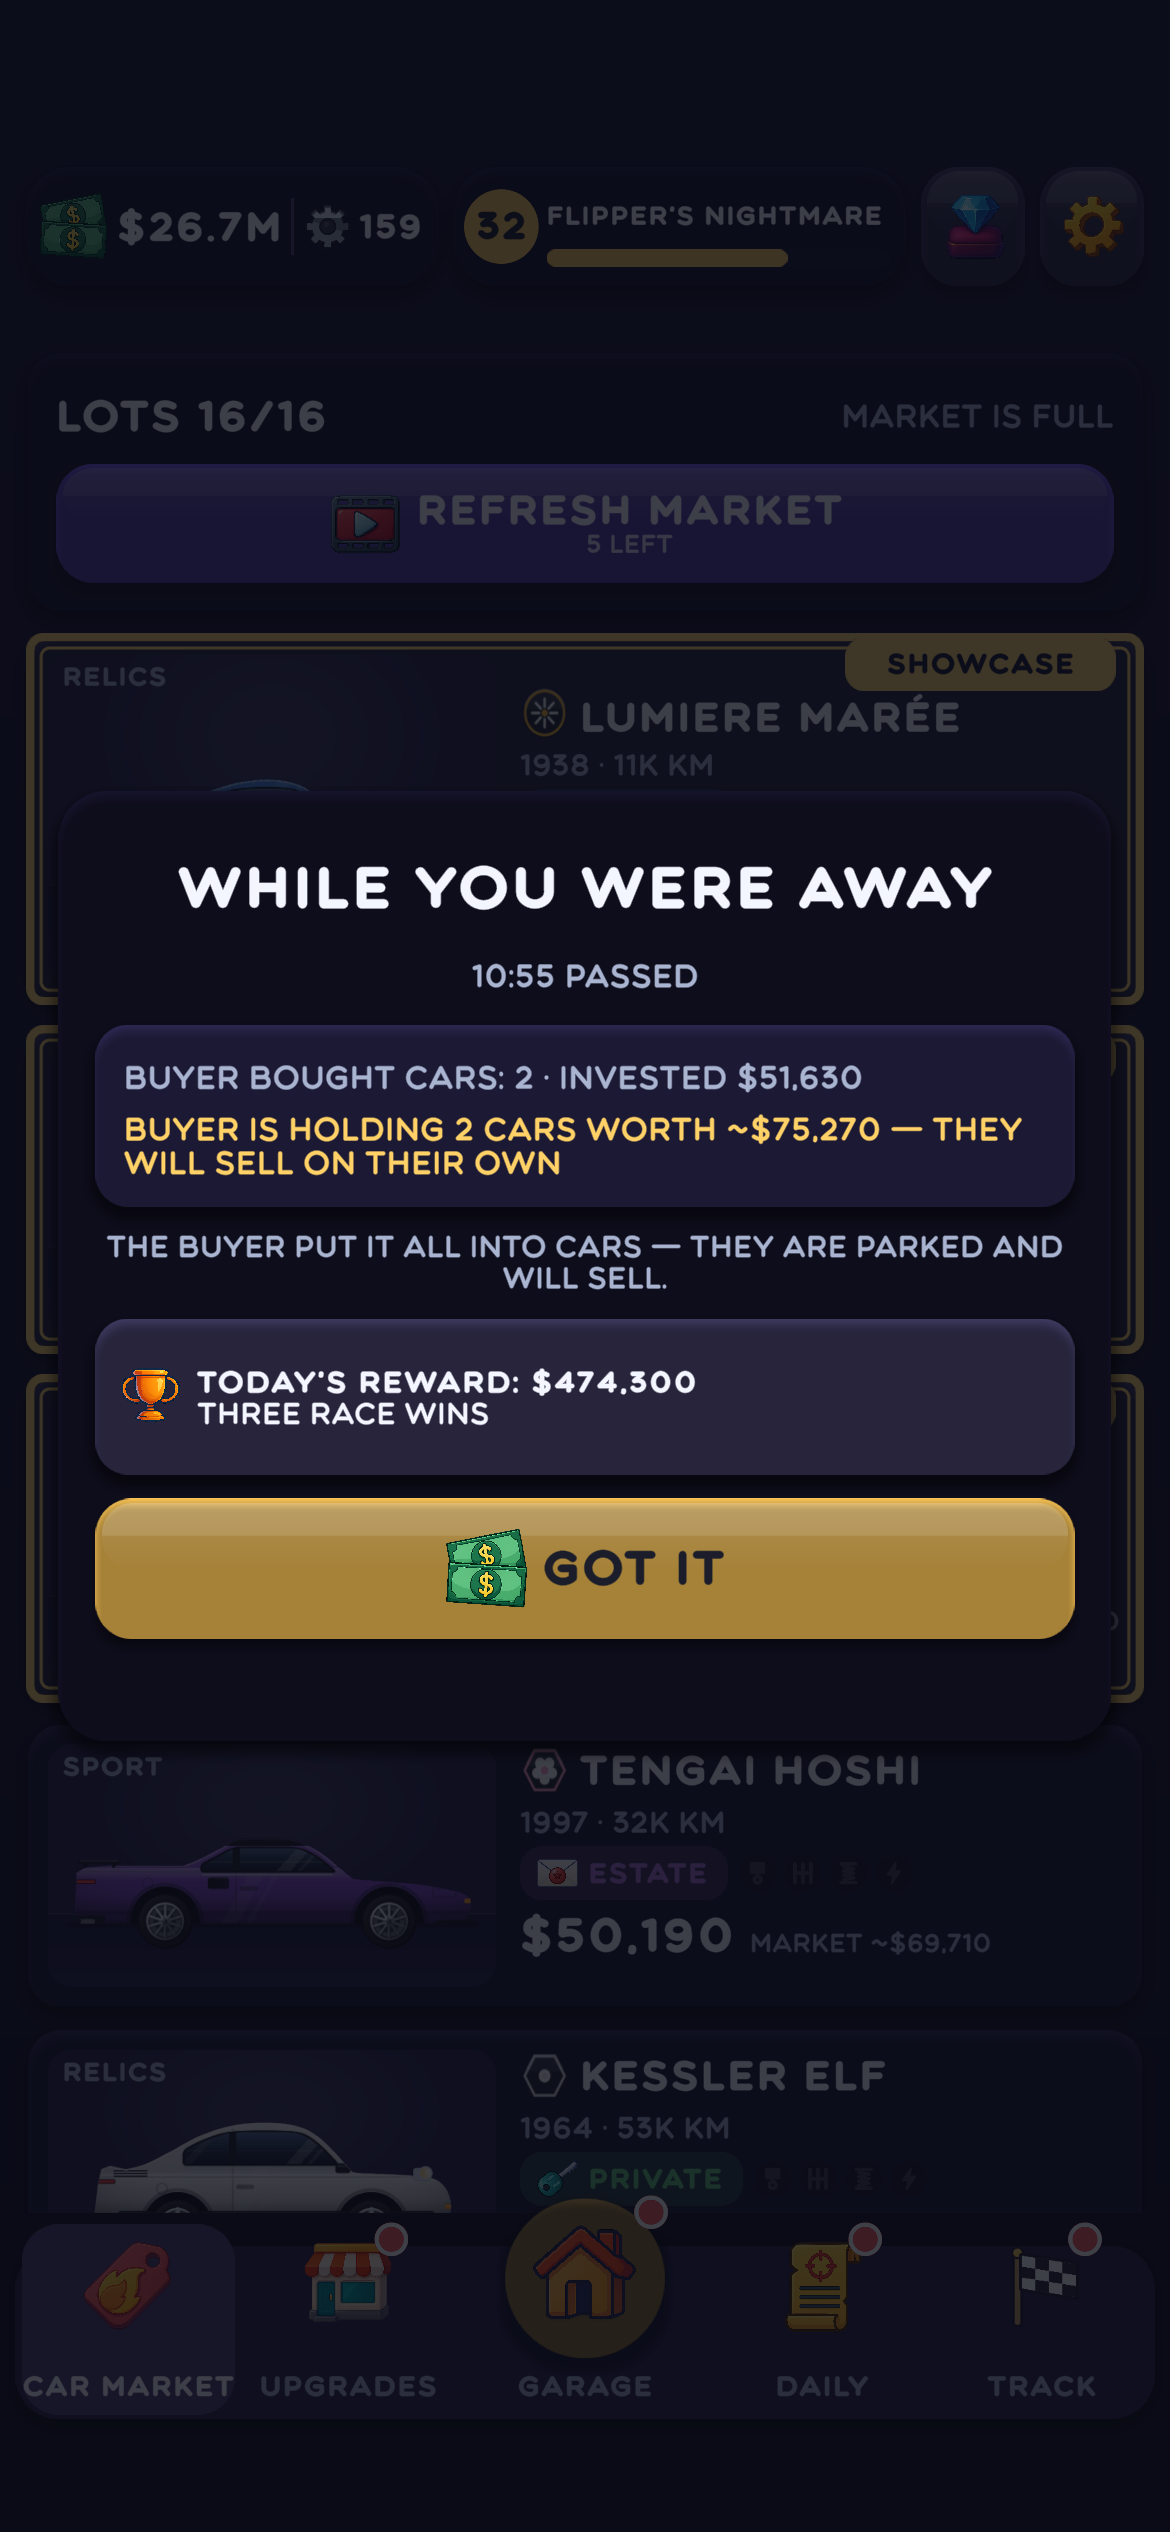 $26.7M
159
32
FLIPPER'S NIGHTMARE
LOTS 16/16
MARKET IS FULL
REFRESH MARKET
5 LEFT
SHOWCASE
RELICS
LUMIERE MARÉE
1938 · 11K KM
WHILE YOU WERE AWAY
10:55 PASSED
BUYER BOUGHT CARS: 2 · INVESTED $51,630
BUYER IS HOLDING 2 CARS WORTH ~$75,270 — THEY
WILL SELL ON THEIR OWN
THE BUYER PUT IT ALL INTO CARS — THEY ARE PARKED AND
WILL SELL.
TODAY'S REWARD: $474,300
THREE RACE WINS
GOT IT
SPORT
TENGAI HOSHI
1997 · 32K KM
ESTATE
$50,190 MARKET ~$69,710
RELICS
KESSLER ELF
1964 · 53K KM
PRIVATE
CAR MARKET
UPGRADES
GARAGE
DAILY
TRACK